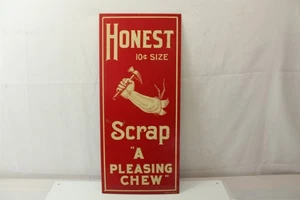 HONEST
10¢ SIZE
Scrap
"A
PLEASING
CHEW"